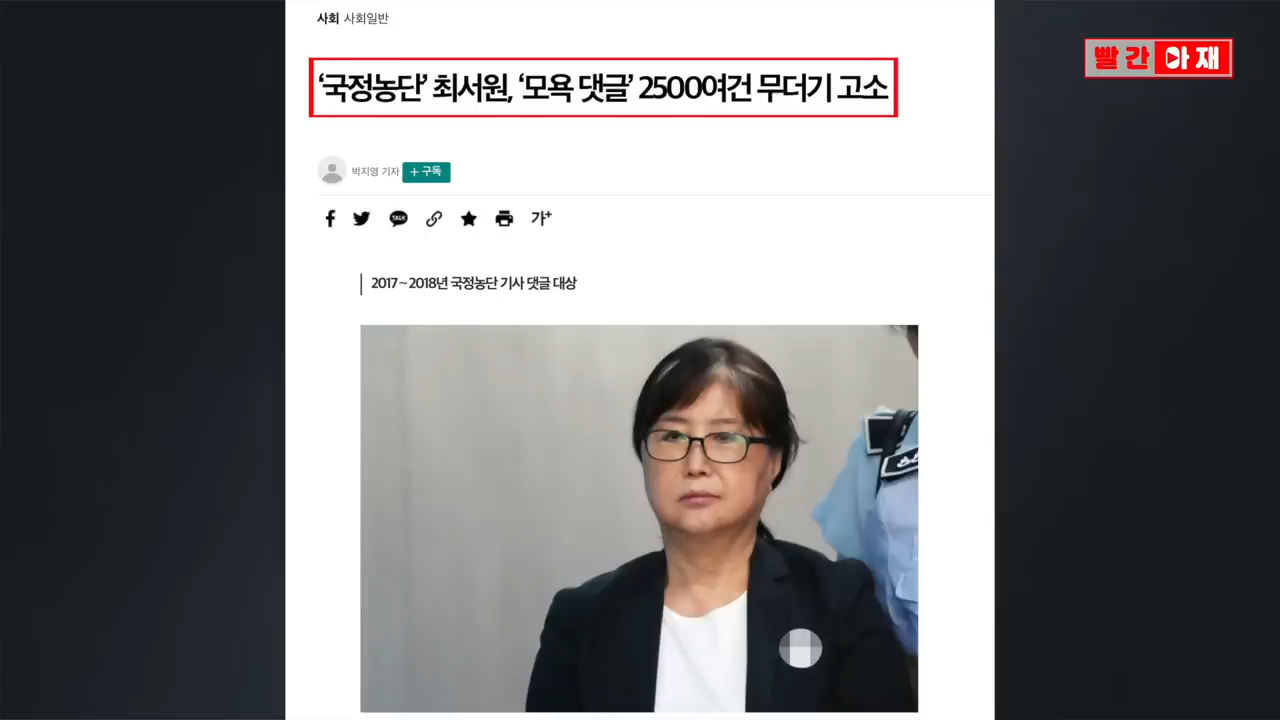 사회 사회일반
빨간아재
‘국정농단’ 최서원, ‘모욕 댓글’ 2500여건 무더기 고소
박지영 기자 + 구독
TALK
가+
2017~2018년 국정농단 기사 댓글 대상